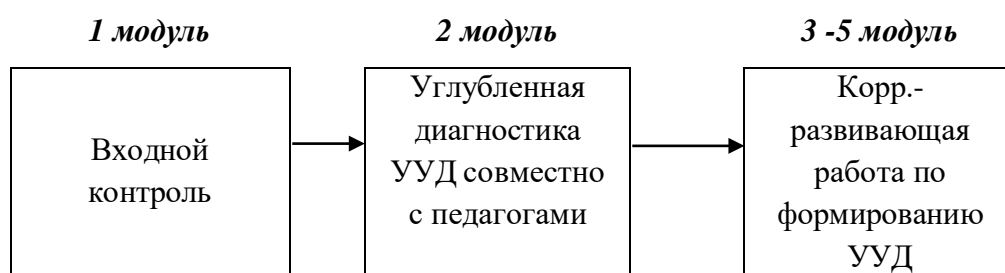 1 модуль
2 модуль
3 -5 модуль
Входной
контроль
Углубленная
диагностика
УУД совместно
с педагогами
Корр.-
развивающая
работа по
формированию
УУД